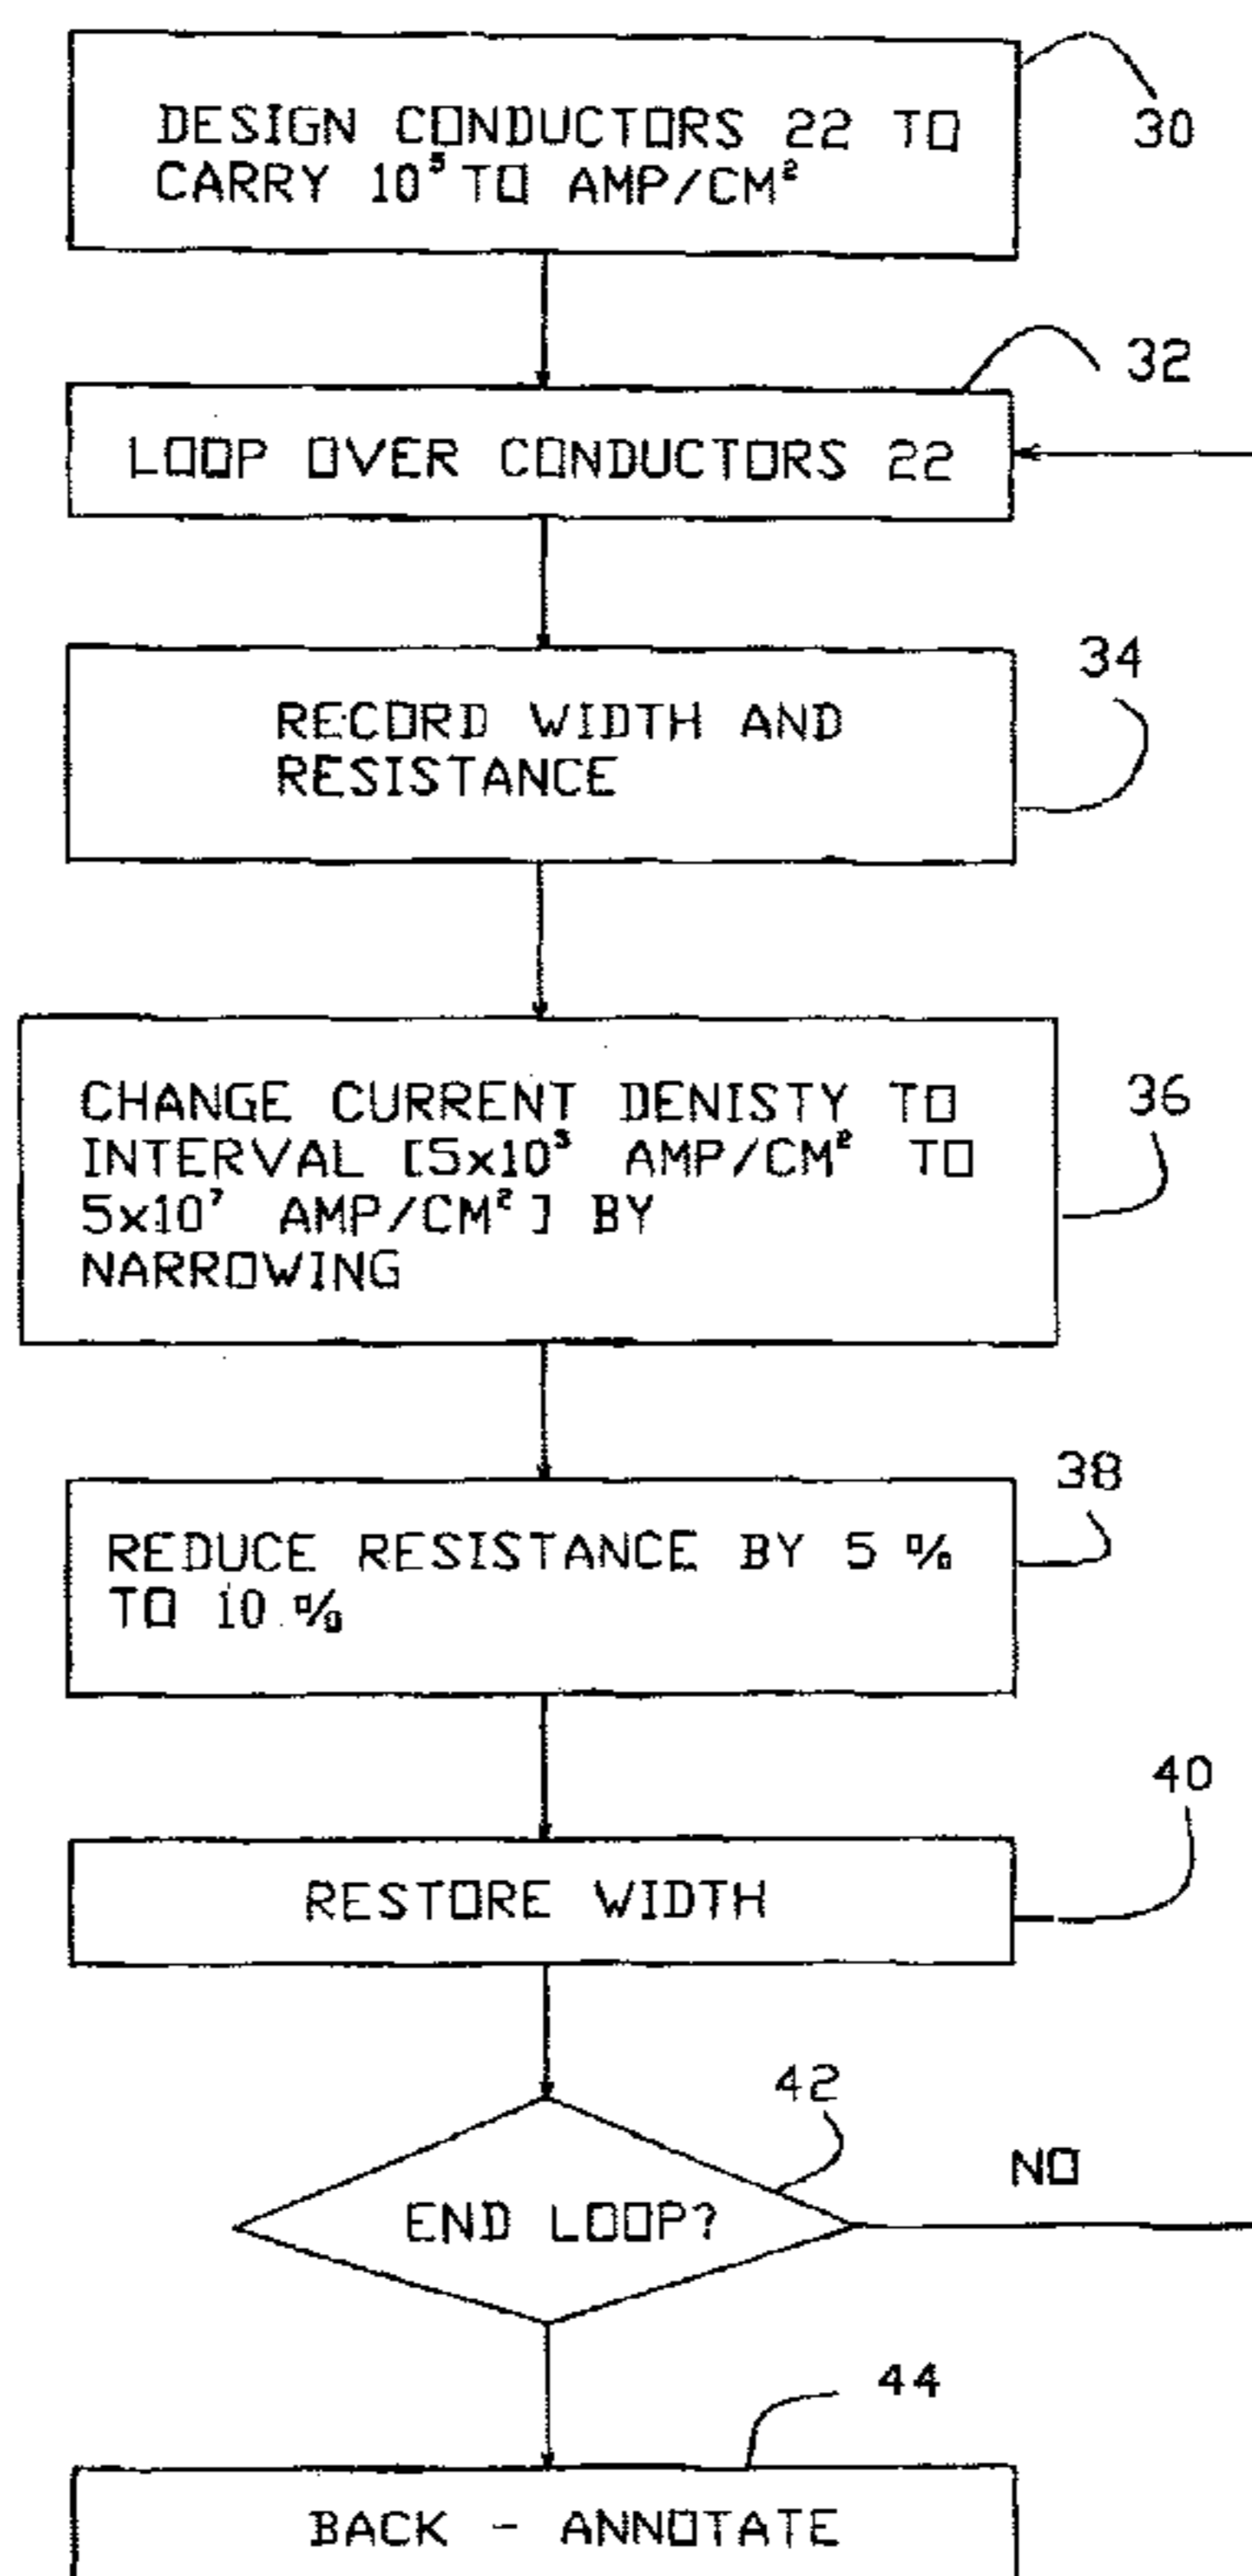 DESIGN CONDUCTORS 22 TO
CARRY 10⁵ TO AMP/CM²
30
32
LOOP OVER CONDUCTORS 22
34
RECORD WIDTH AND
RESISTANCE
36
CHANGE CURRENT DENISTY TO
INTERVAL [5x10⁵ AMP/CM² TO
5x10⁷ AMP/CM²] BY
NARROWING
38
REDUCE RESISTANCE BY 5 %
TO 10 %
40
RESTORE WIDTH
42
END LOOP?
NO
44
BACK - ANNOTATE